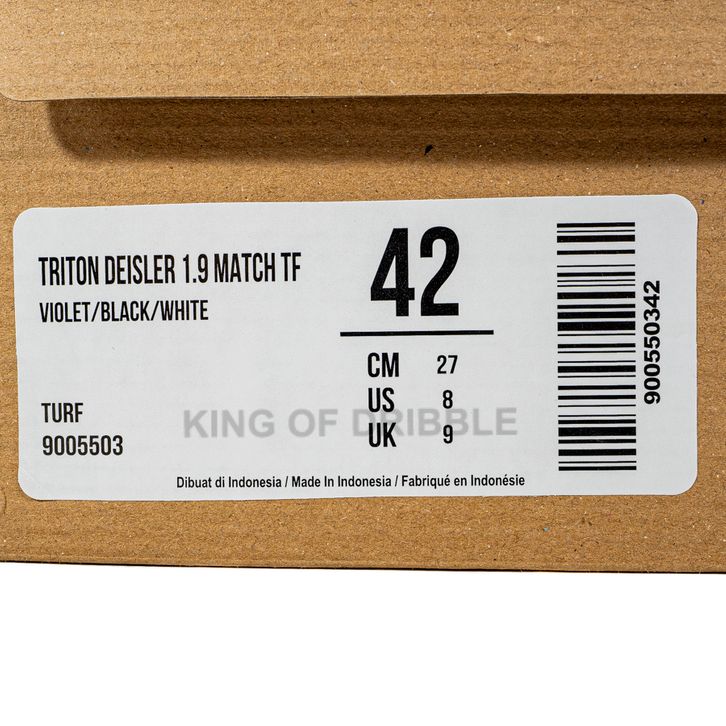 TRITON DEISLER 1.9 MATCH TF
VIOLET/BLACK/WHITE
TURF
9005503
42
CM 27
US 8
UK 9
KING OF DRIBBLE
Dibuat di Indonesia / Made In Indonesia / Fabriqué en Indonésie
900550342